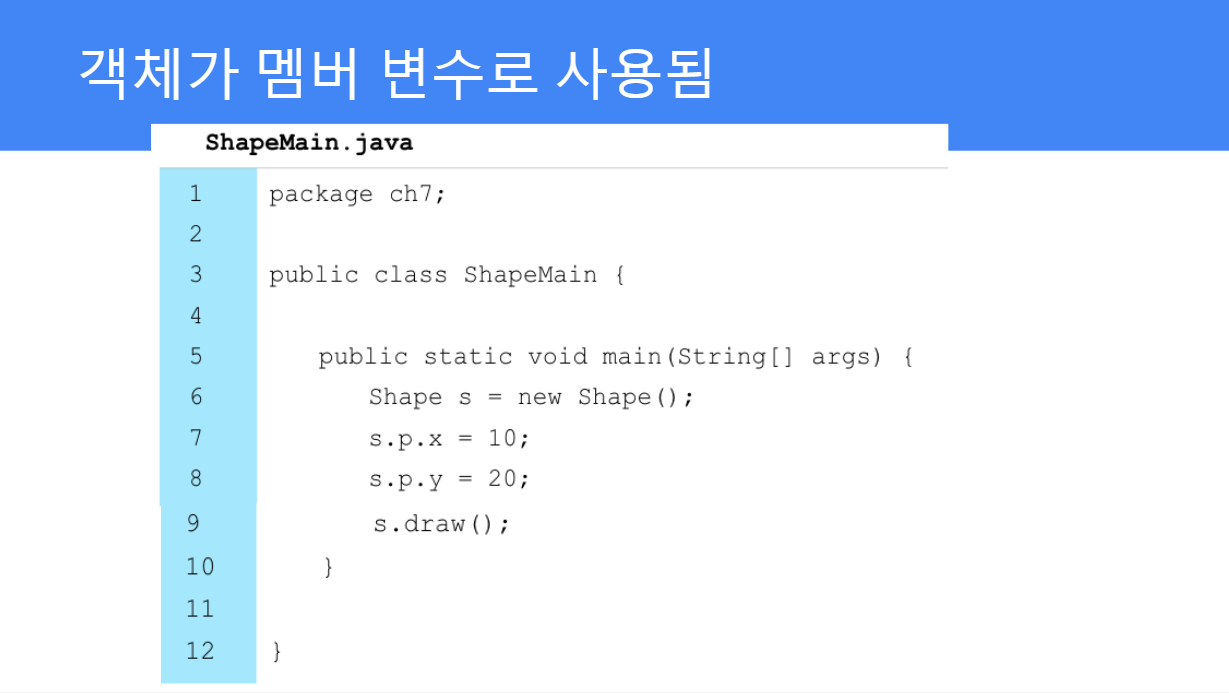 객체가 멤버 변수로 사용됨
ShapeMain.java
1 package ch7;
2
3 public class ShapeMain {
4
5 public static void main(String[] args) {
6 Shape s = new Shape();
7 s.p.x = 10;
8 s.p.y = 20;
9 s.draw();
10 }
11
12 }